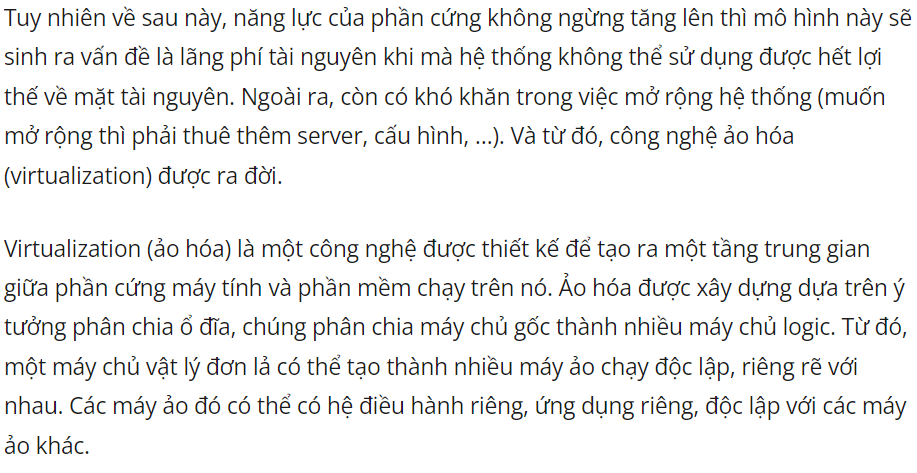 Tuy nhiên về sau này, năng lực của phần cứng không ngừng tăng lên thì mô hình này sẽ
sinh ra vấn đề là lãng phí tài nguyên khi mà hệ thống không thể sử dụng được hết lợi
thế về mặt tài nguyên. Ngoài ra, còn có khó khăn trong việc mở rộng hệ thống (muốn
mở rộng thì phải thuê thêm server, cấu hình, ...). Và từ đó, công nghệ ảo hóa
(virtualization) được ra đời.
Virtualization (ảo hóa) là một công nghệ được thiết kế để tạo ra một tầng trung gian
giữa phần cứng máy tính và phần mềm chạy trên nó. Ảo hóa được xây dựng dựa trên ý
tưởng phân chia ổ đĩa, chúng phân chia máy chủ gốc thành nhiều máy chủ logic. Từ đó,
một máy chủ vật lý đơn lả có thể tạo thành nhiều máy ảo chạy độc lập, riêng rẽ với
nhau. Các máy ảo đó có thể có hệ điều hành riêng, ứng dụng riêng, độc lập với các máy
ảo khác.